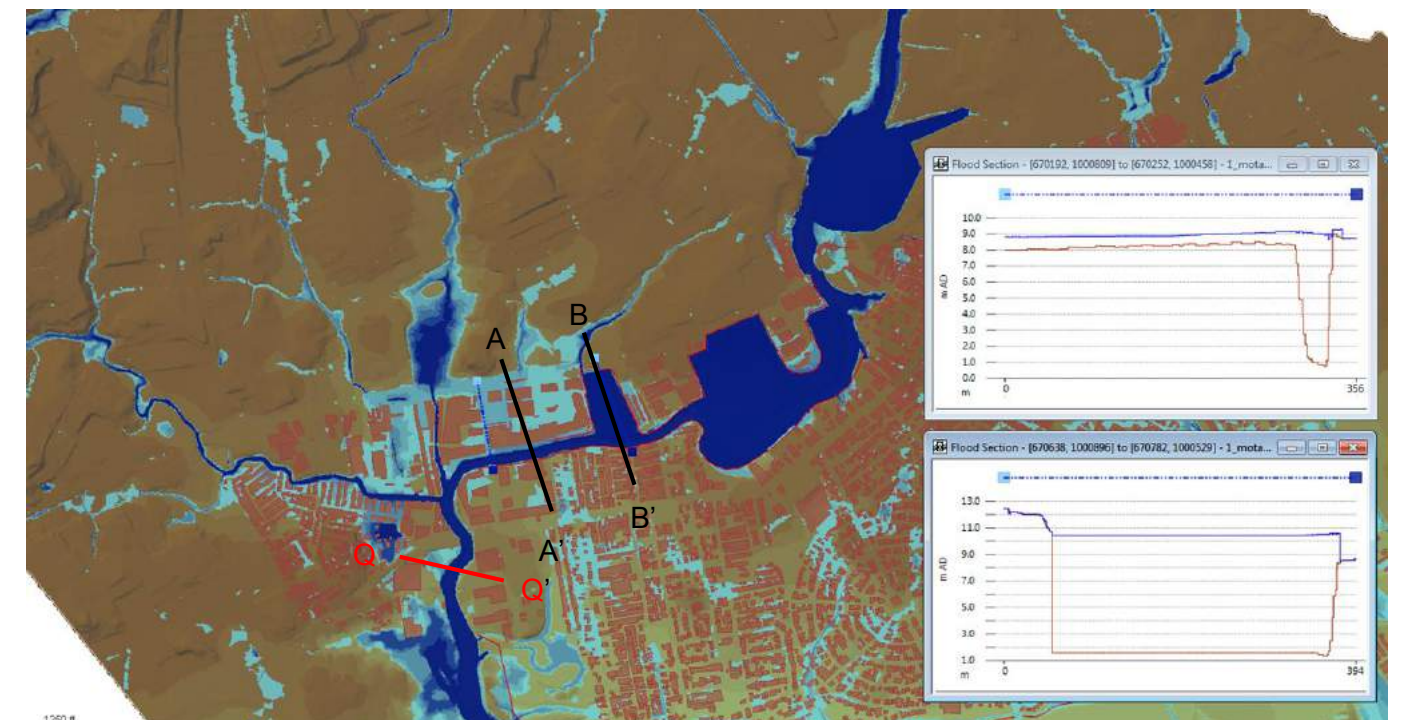 A
B
A'
B'
Q
Q'
Flood Section - [670192, 1000809] to [670252, 1000458] - 1_mota...
10.0
9.0
8.0
7.0
6.0
5.0
4.0
3.0
2.0
1.0
0.0
m AD
m
0
356
Flood Section - [670638, 1000896] to [670782, 1000529] - 1_mota...
13.0
11.0
9.0
7.0
5.0
3.0
1.0
m AD
m
0
394